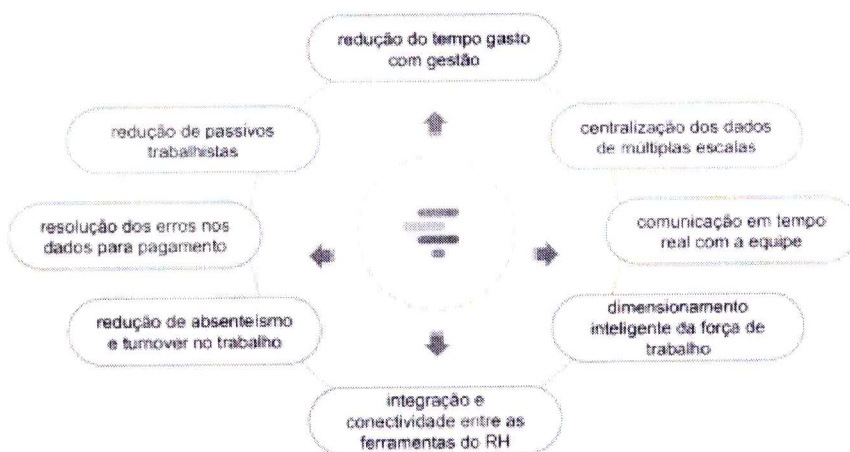 redução do tempo gasto
com gestão
redução de passivos
trabalhistas
centralização dos dados
de múltiplas escalas
resolução dos erros nos
dados para pagamento
comunicação em tempo
real com a equipe
redução de absenteísmo
e turnover no trabalho
dimensionamento
inteligente da força de
trabalho
integração e
conectividade entre as
ferramentas do RH